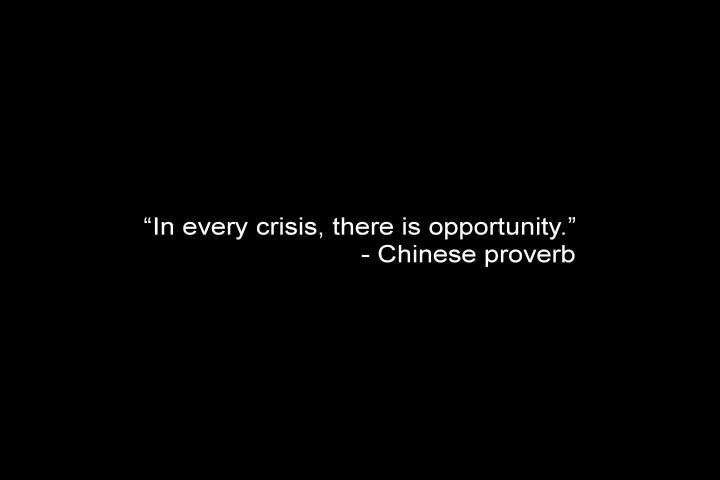 “In every crisis, there is opportunity.”
- Chinese proverb